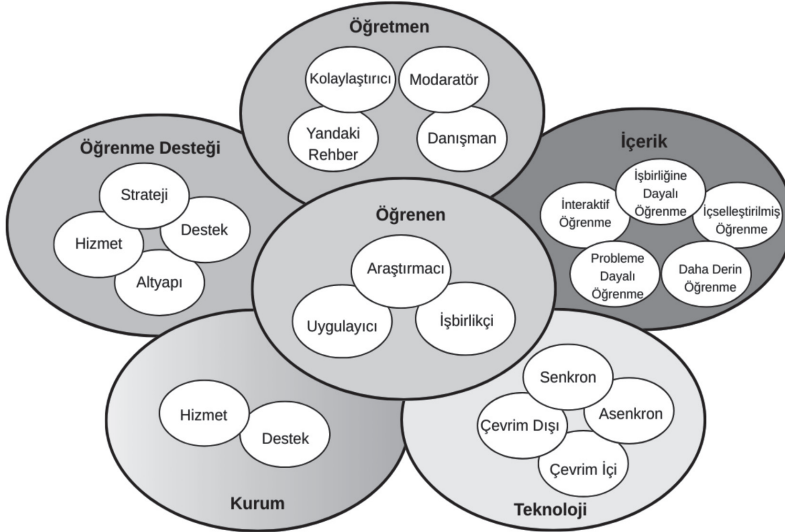 Öğretmen
Kolaylaştırıcı
Modaratör
Yandaki
Rehber
Danışman
Öğrenme Desteği
Strateji
Hizmet
Destek
Altyapı
İçerik
İşbirliğine
Dayalı
Öğrenme
İnteraktif
Öğrenme
İçselleştirilmiş
Öğrenme
Probleme
Dayalı
Öğrenme
Daha Derin
Öğrenme
Öğrenen
Araştırmacı
Uygulayıcı
İşbirlikçi
Hizmet
Destek
Kurum
Senkron
Asenkron
Çevrim Dışı
Çevrim İçi
Teknoloji